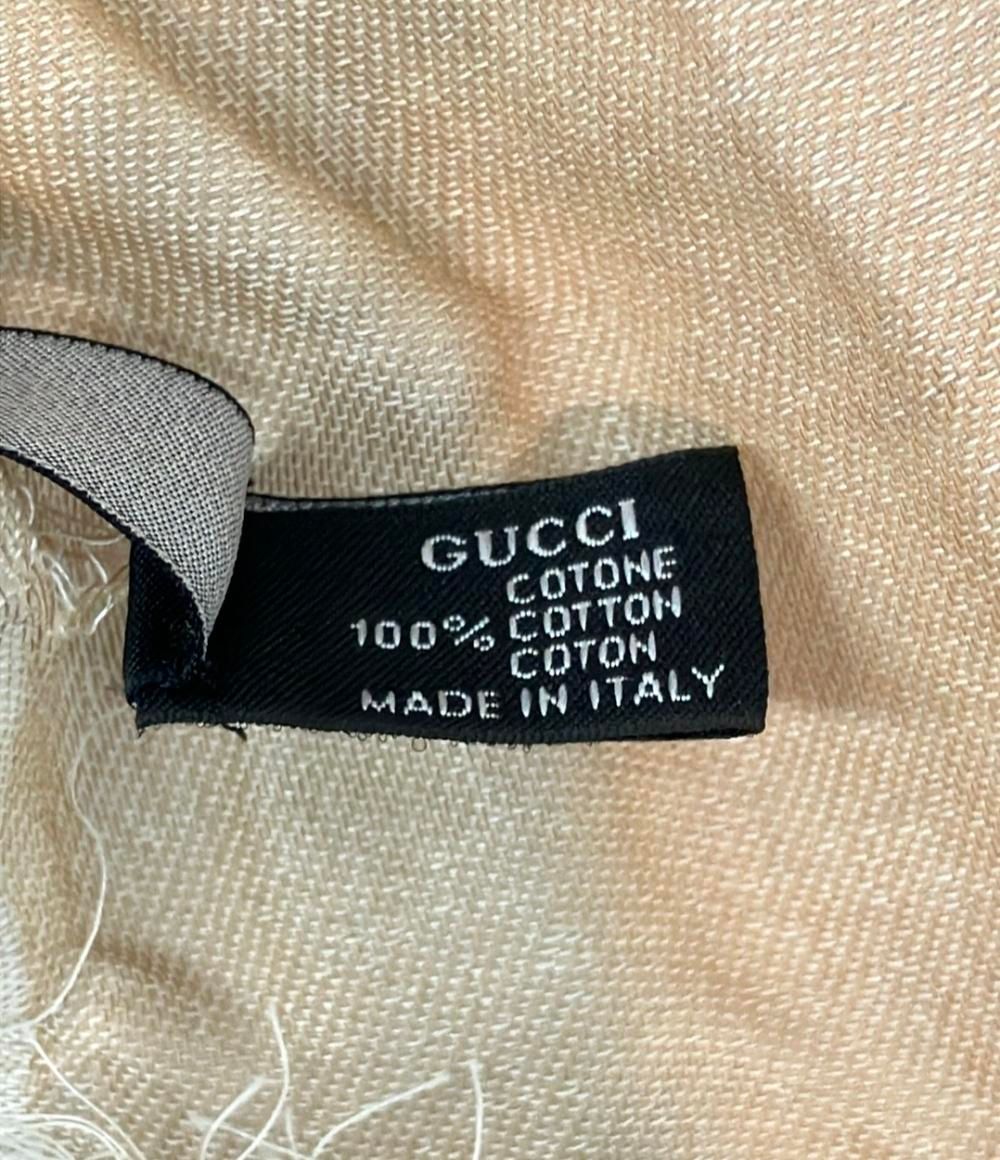 GUCCI
COTONE
100% COTTON
COTON
MADE IN ITALY